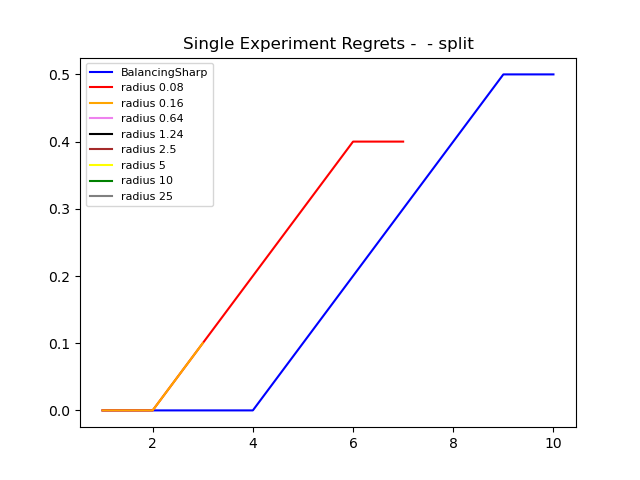 Single Experiment Regrets -  - split
BalancingSharp
radius 0.08
radius 0.16
radius 0.64
radius 1.24
radius 2.5
radius 5
radius 10
radius 25
0.5
0.4
0.3
0.2
0.1
0.0
2 4 6 8 10